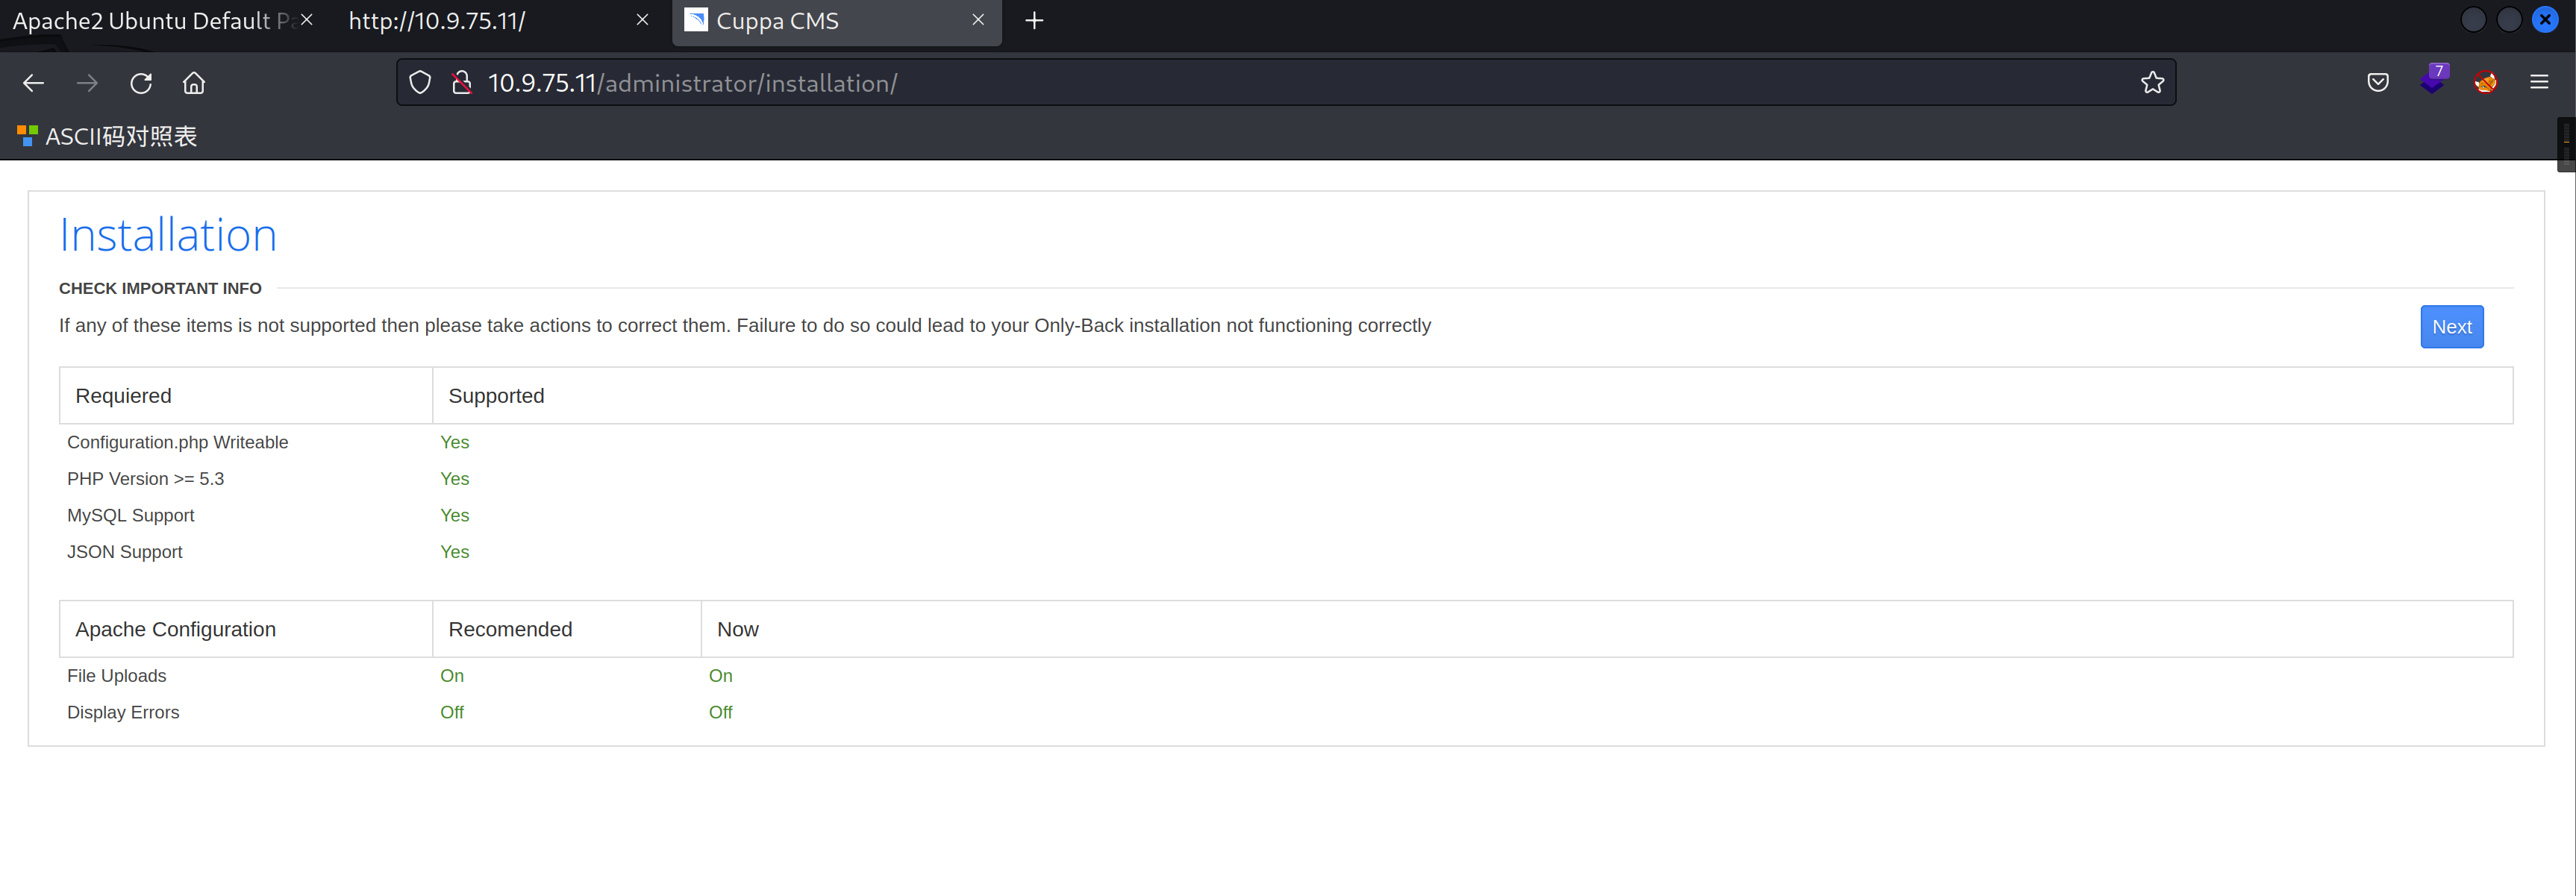 Apache2 Ubuntu Default Pa
http://10.9.75.11/
Cuppa CMS
10.9.75.11/administrator/installation/
7
ASCII码对照表
Installation
CHECK IMPORTANT INFO
If any of these items is not supported then please take actions to correct them. Failure to do so could lead to your Only-Back installation not functioning correctly
Next
Requiered Supported
Configuration.php Writeable Yes
PHP Version >= 5.3 Yes
MySQL Support Yes
JSON Support Yes
Apache Configuration Recomended Now
File Uploads On On
Display Errors Off Off